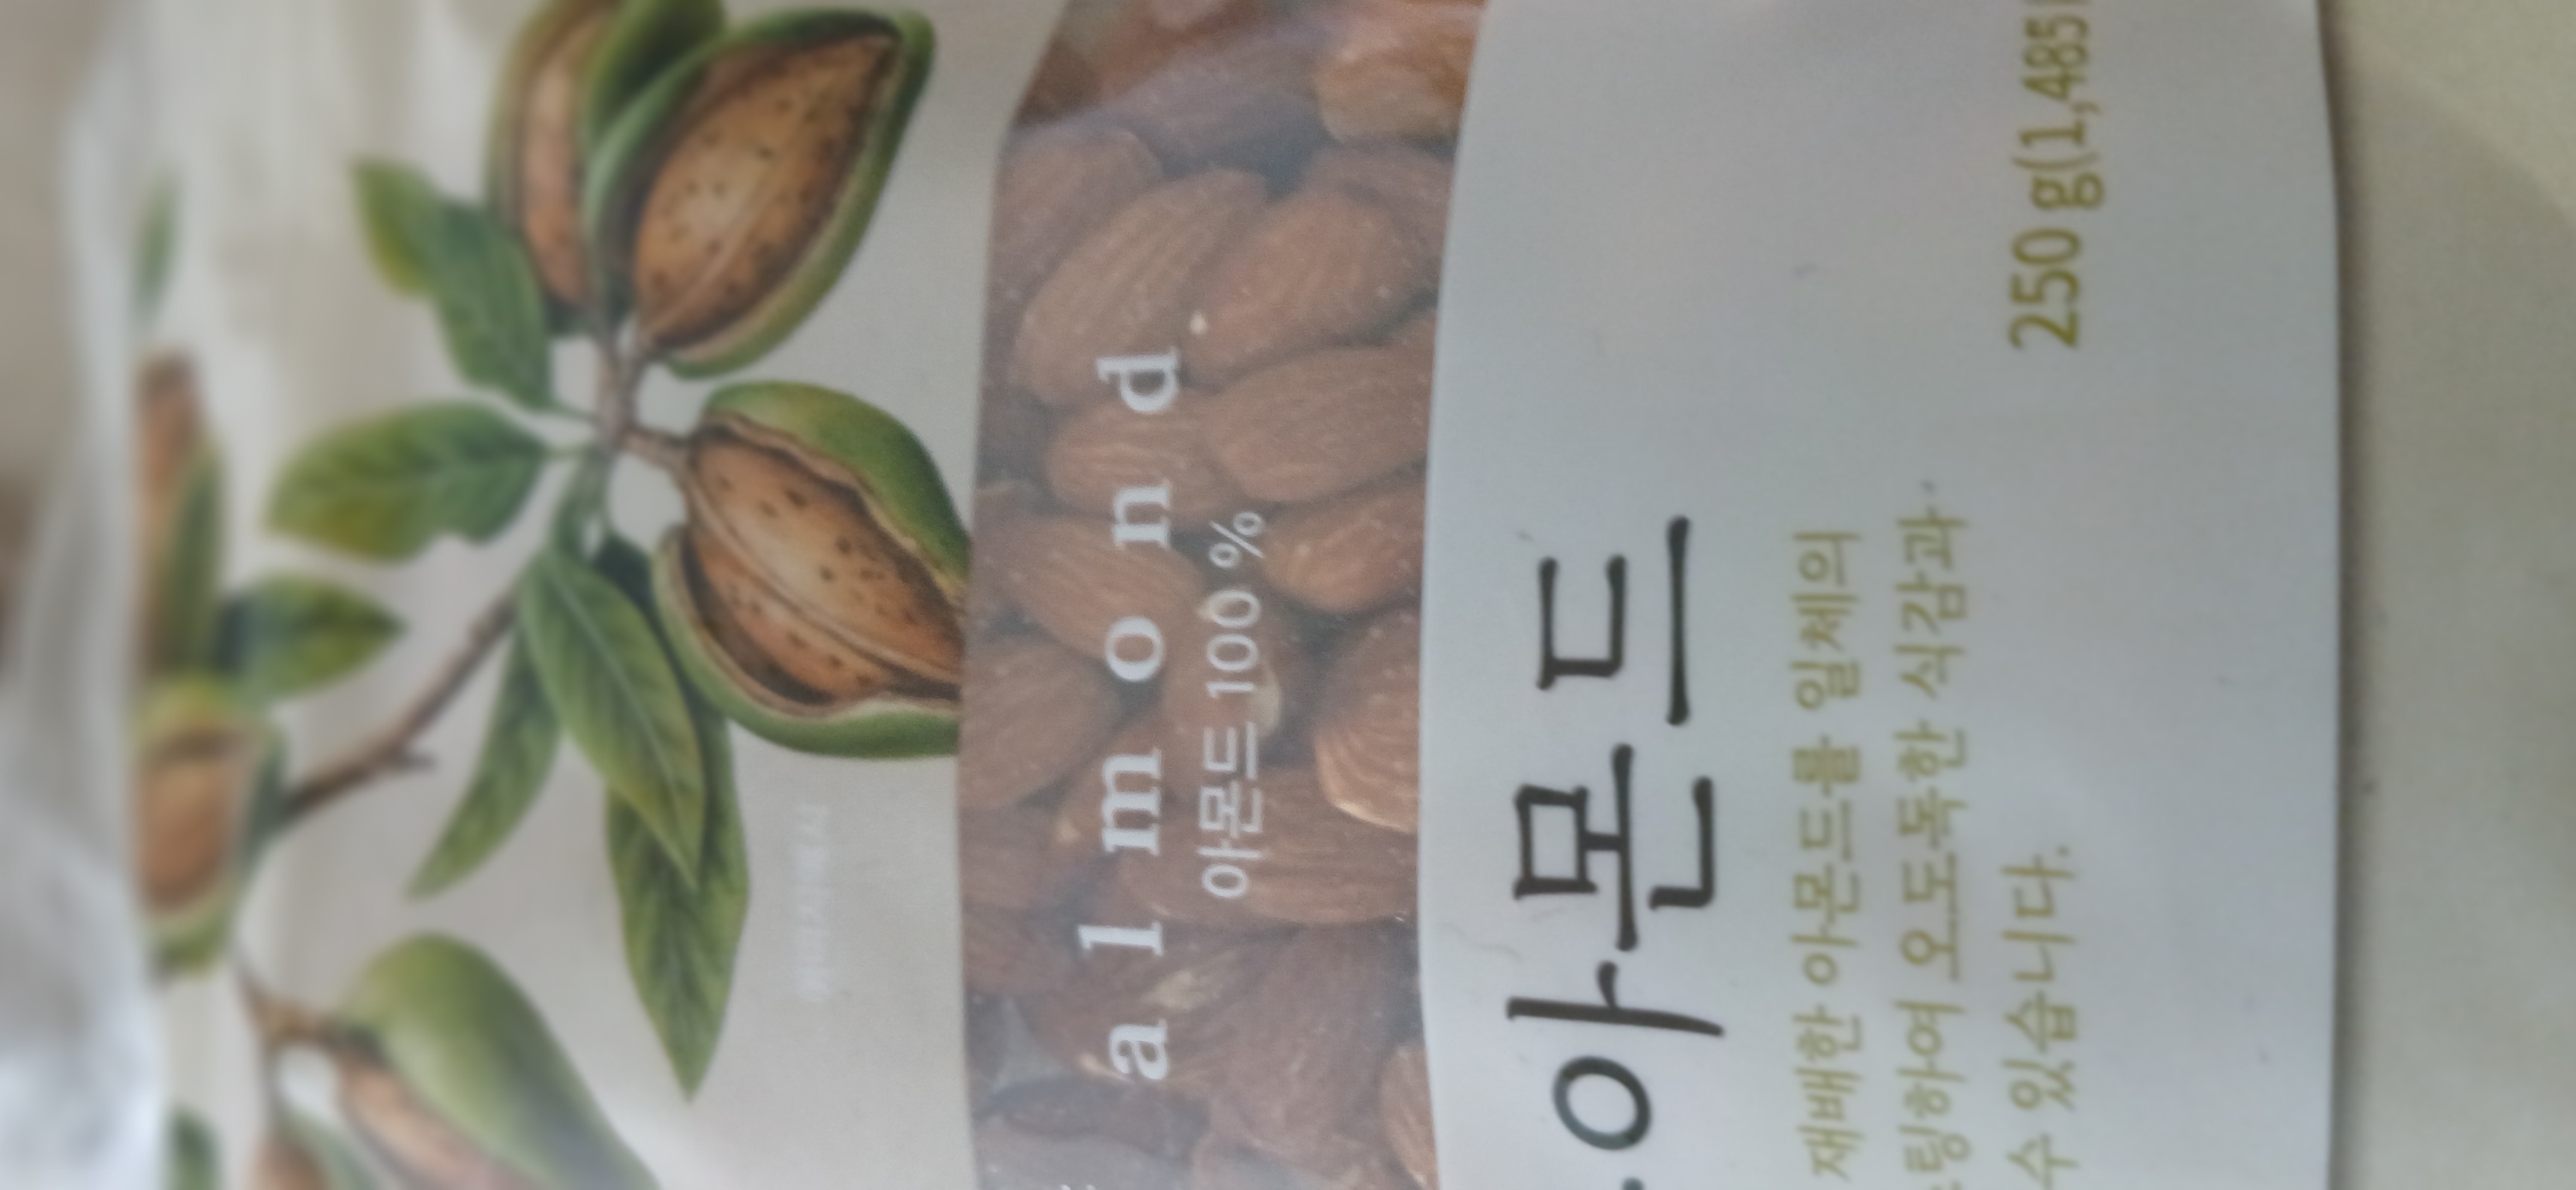 almond
아몬드 100 %
아몬드
재배한 아몬드를 일체의
팅하여 오도독한 식감과
수 있습니다.
250 g(1,485